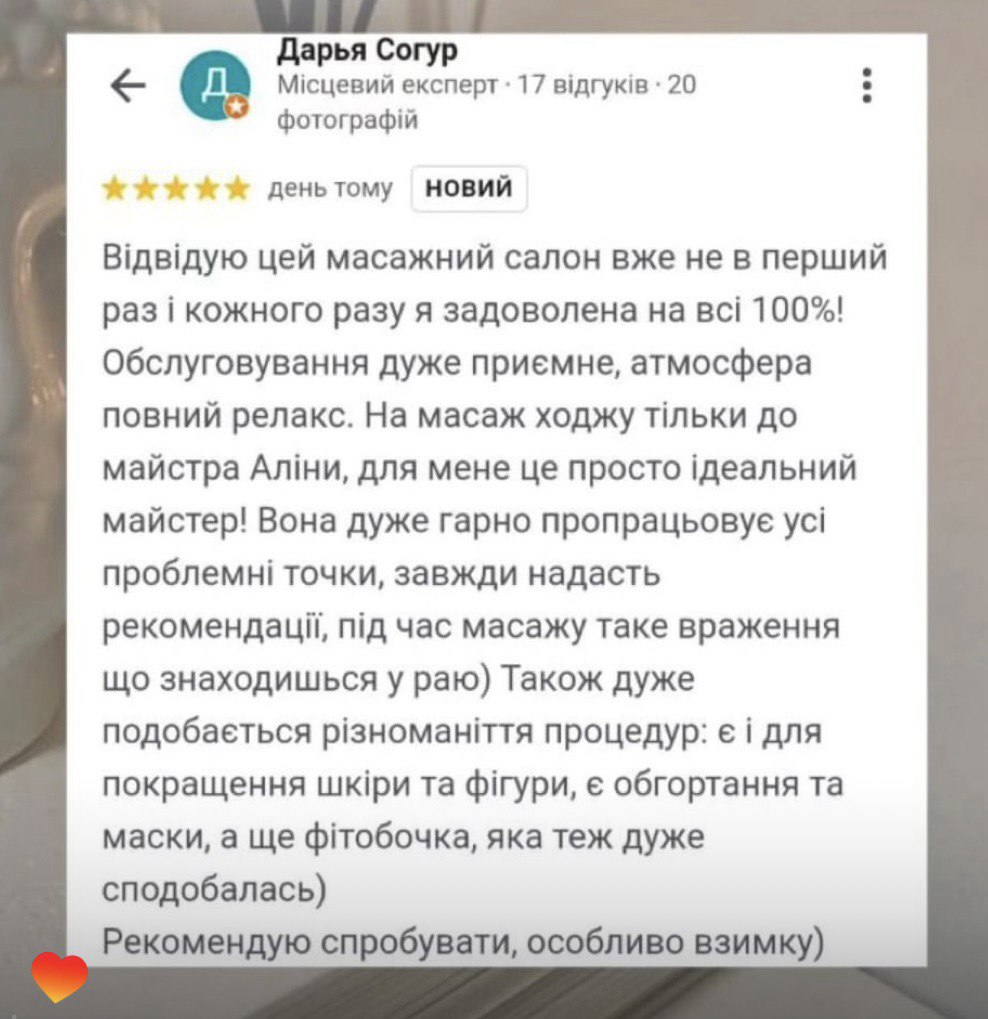 Дарья Согур
Місцевий експерт · 17 відгуків · 20
фотографій
день тому новий
Відвідую цей масажний салон вже не в перший
раз і кожного разу я задоволена на всі 100%!
Обслуговування дуже приємне, атмосфера
повний релакс. На масаж ходжу тільки до
майстра Аліни, для мене це просто ідеальний
майстер! Вона дуже гарно пропрацьовує усі
проблемні точки, завжди надасть
рекомендації, під час масажу таке враження
що знаходишься у раю) Також дуже
подобається різноманіття процедур: є і для
покращення шкіри та фігури, є обгортання та
маски, а ще фітобочка, яка теж дуже
сподобалась)
Рекомендую спробувати, особливо взимку)